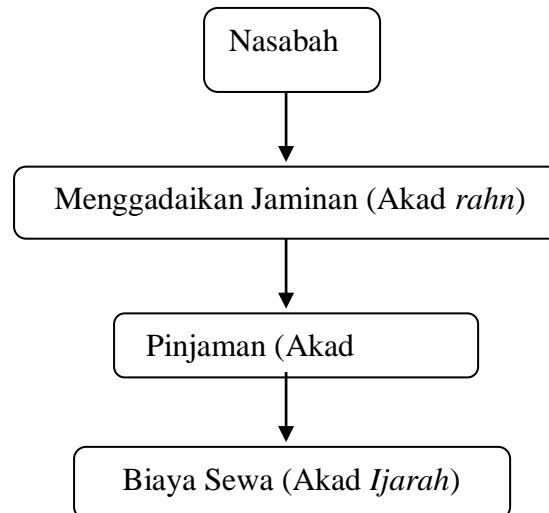 Nasabah
Menggadaikan Jaminan (Akad rahn)
Pinjaman (Akad
Biaya Sewa (Akad Ijarah)